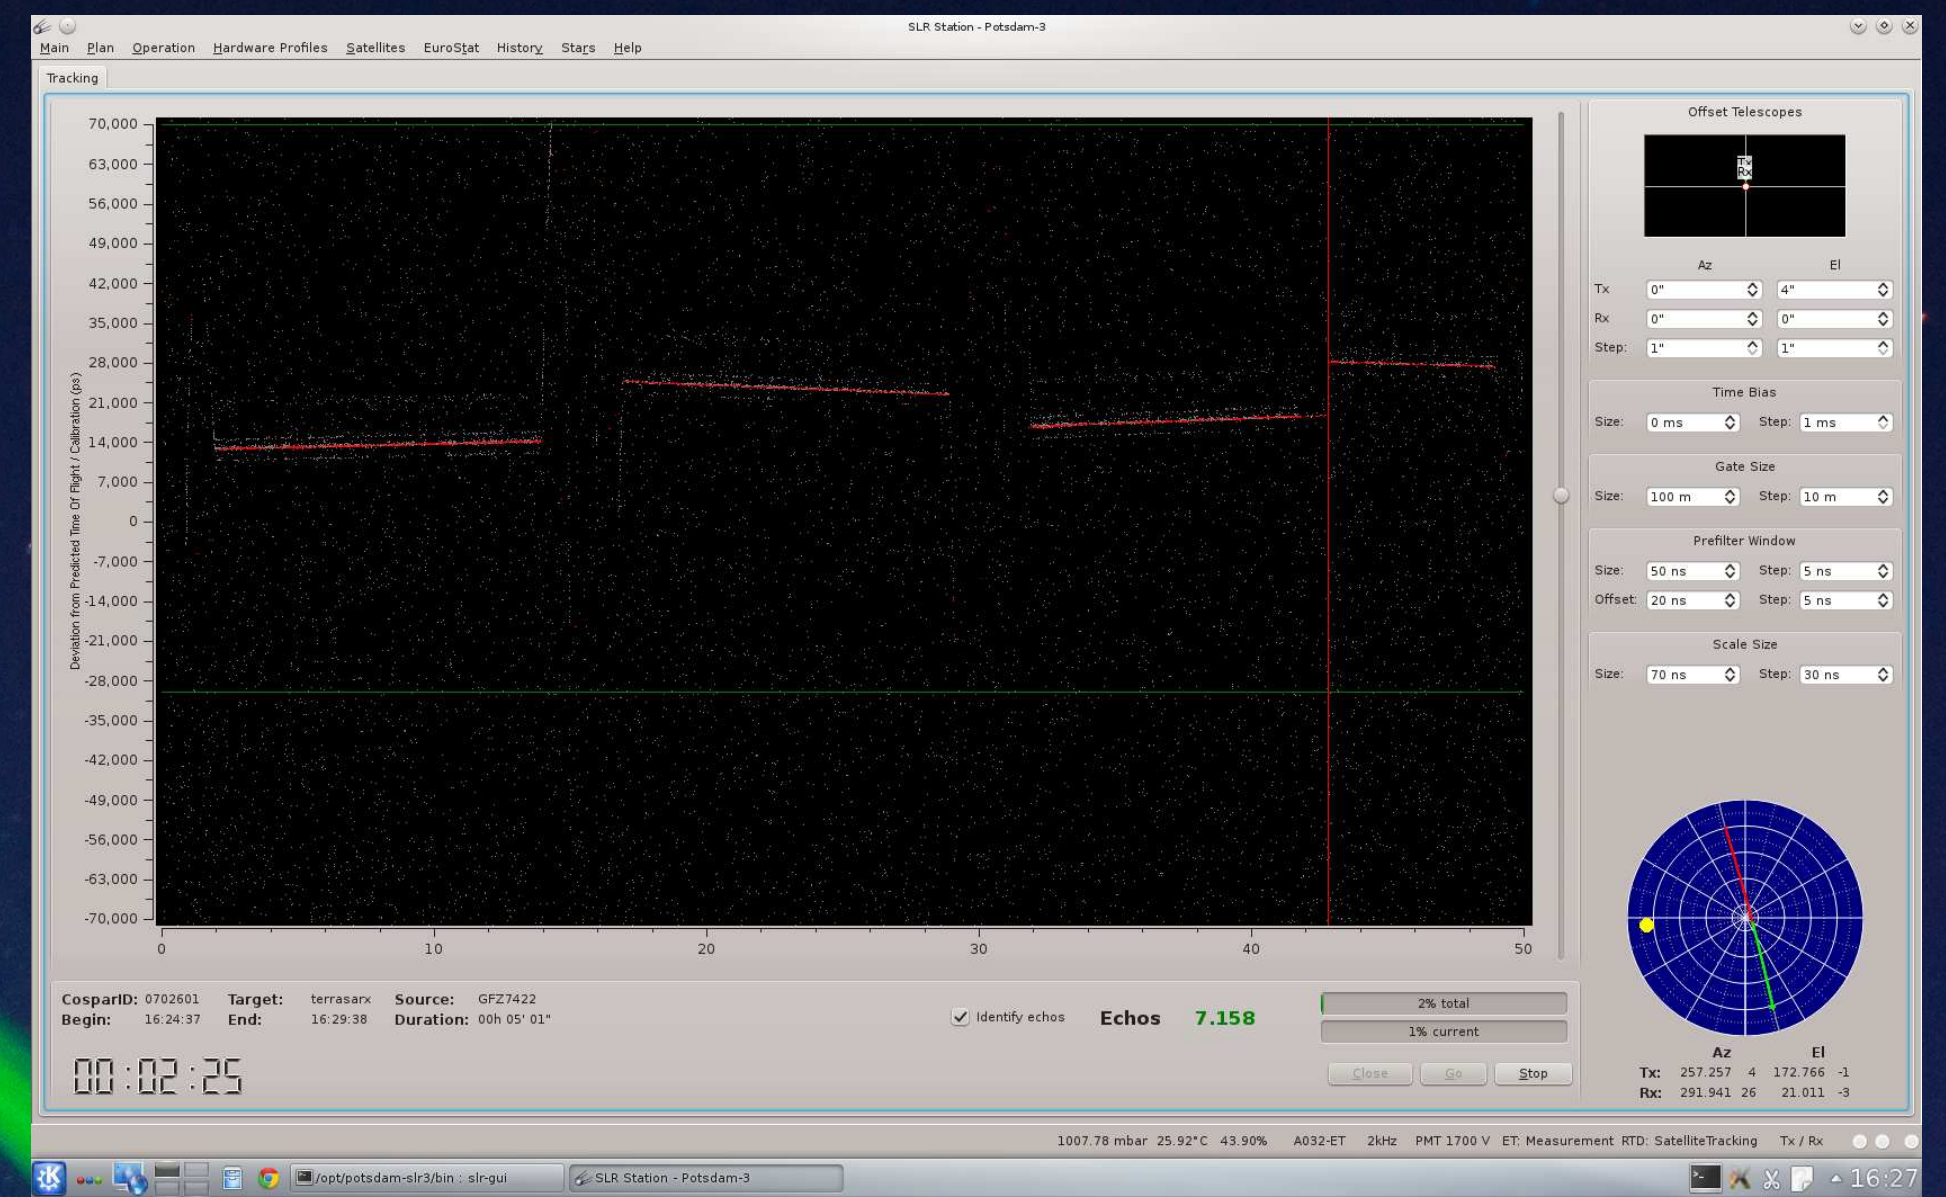 SLR Station - Potsdam-3
Main Plan Operation Hardware Profiles Satellites EuroStat History Stars Help
Tracking
70,000
63,000
56,000
49,000
42,000
35,000
28,000
21,000
14,000
7,000
0
-7,000
-14,000
-21,000
-28,000
-35,000
-42,000
-49,000
-56,000
-63,000
-70,000
Deviation from Predicted Time Of Flight / Calibration (ps)
0 10 20 30 40 50
Offset Telescopes
Tx
Rx
Az El
Tx 0" 4"
Rx 0" 0"
Step: 1" 1"
Time Bias
Size: 0 ms Step: 1 ms
Gate Size
Size: 100 m Step: 10 m
Prefilter Window
Size: 50 ns Step: 5 ns
Offset: 20 ns Step: 5 ns
Scale Size
Size: 70 ns Step: 30 ns
Az El
Tx: 257.257 4 172.766 -1
Rx: 291.941 26 21.011 -3
CosparID: 0702601 Target: terrasarx Source: GFZ7422
Begin: 16:24:37 End: 16:29:38 Duration: 00h 05' 01"
00:02:25
Identify echos Echos 7.158
2% total
1% current
Close Go Stop
1007.78 mbar 25.92°C 43.90% A032-ET 2kHz PMT 1700 V ET: Measurement RTD: SatelliteTracking Tx / Rx
/opt/potsdam-slr3/bin : slr-gui SLR Station - Potsdam-3 16:27